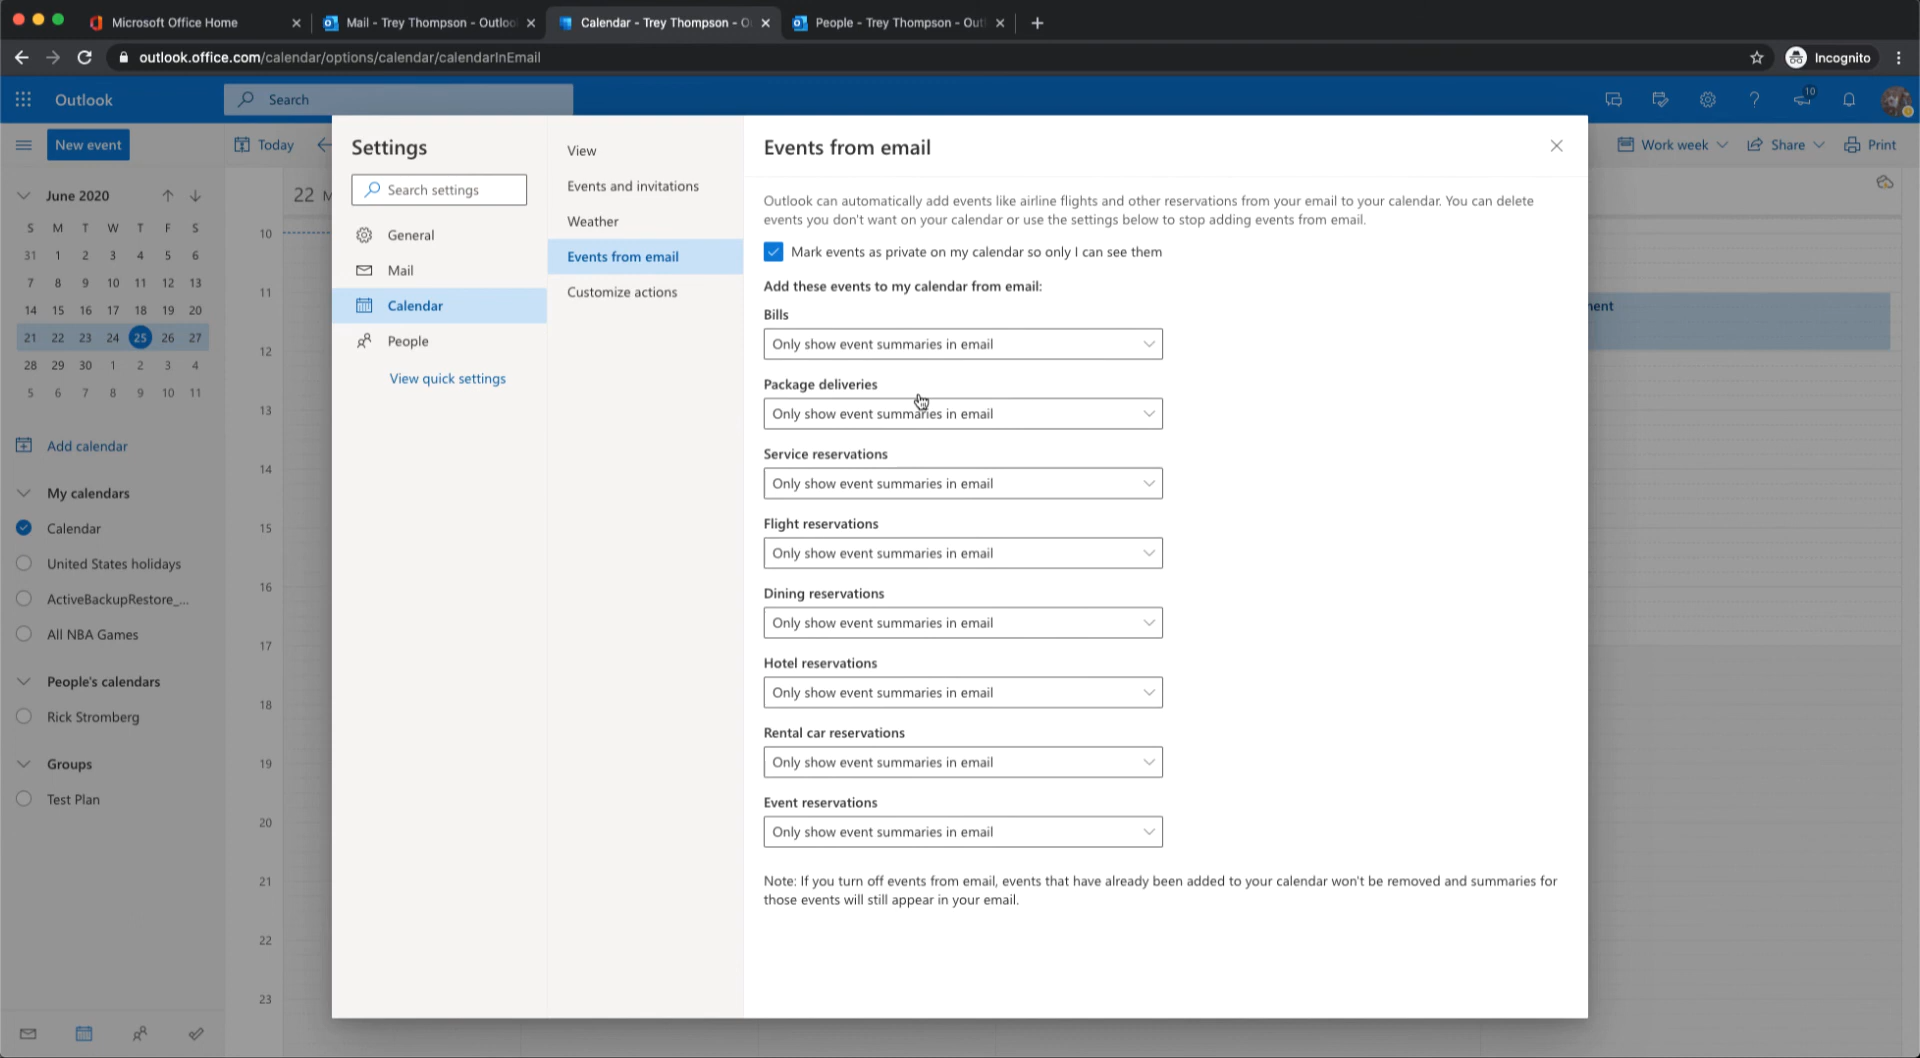 Microsoft Office Home
Mail - Trey Thompson - Outloo
Calendar - Trey Thompson - O
People - Trey Thompson - Out
outlook.office.com/calendar/options/calendar/calendarInEmail
Incognito
Outlook
Search
10
New event
Today
Work week
Share
Print
June 2020
S M T W T F S
31 1 2 3 4 5 6
7 8 9 10 11 12 13
14 15 16 17 18 19 20
21 22 23 24 25 26 27
28 29 30 1 2 3 4
5 6 7 8 9 10 11
Add calendar
My calendars
Calendar
United States holidays
ActiveBackupRestore_...
All NBA Games
People's calendars
Rick Stromberg
Groups
Test Plan
22 M
10
11
12
13
14
15
16
17
18
19
20
21
22
23
Settings
Search settings
General
Mail
Calendar
People
View quick settings
View
Events and invitations
Weather
Events from email
Customize actions
Events from email
Outlook can automatically add events like airline flights and other reservations from your email to your calendar. You can delete
events you don't want on your calendar or use the settings below to stop adding events from email.
Mark events as private on my calendar so only I can see them
Add these events to my calendar from email:
Bills
Only show event summaries in email
Package deliveries
Only show event summaries in email
Service reservations
Only show event summaries in email
Flight reservations
Only show event summaries in email
Dining reservations
Only show event summaries in email
Hotel reservations
Only show event summaries in email
Rental car reservations
Only show event summaries in email
Event reservations
Only show event summaries in email
Note: If you turn off events from email, events that have already been added to your calendar won't be removed and summaries for
those events will still appear in your email.